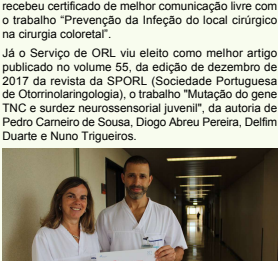 recebeu certificado de melhor comunicação livre com
o trabalho “Prevenção da Infeção do local cirúrgico
na cirurgia coloretal”.
Já o Serviço de ORL viu eleito como melhor artigo
publicado no volume 55, da edição de dezembro de
2017 da revista da SPORL (Sociedade Portuguesa
de Otorrinolaringologia), o trabalho "Mutação do gene
TNC e surdez neurossensorial juvenil", da autoria de
Pedro Carneiro de Sousa, Diogo Abreu Pereira, Delfim
Duarte e Nuno Trigueiros.